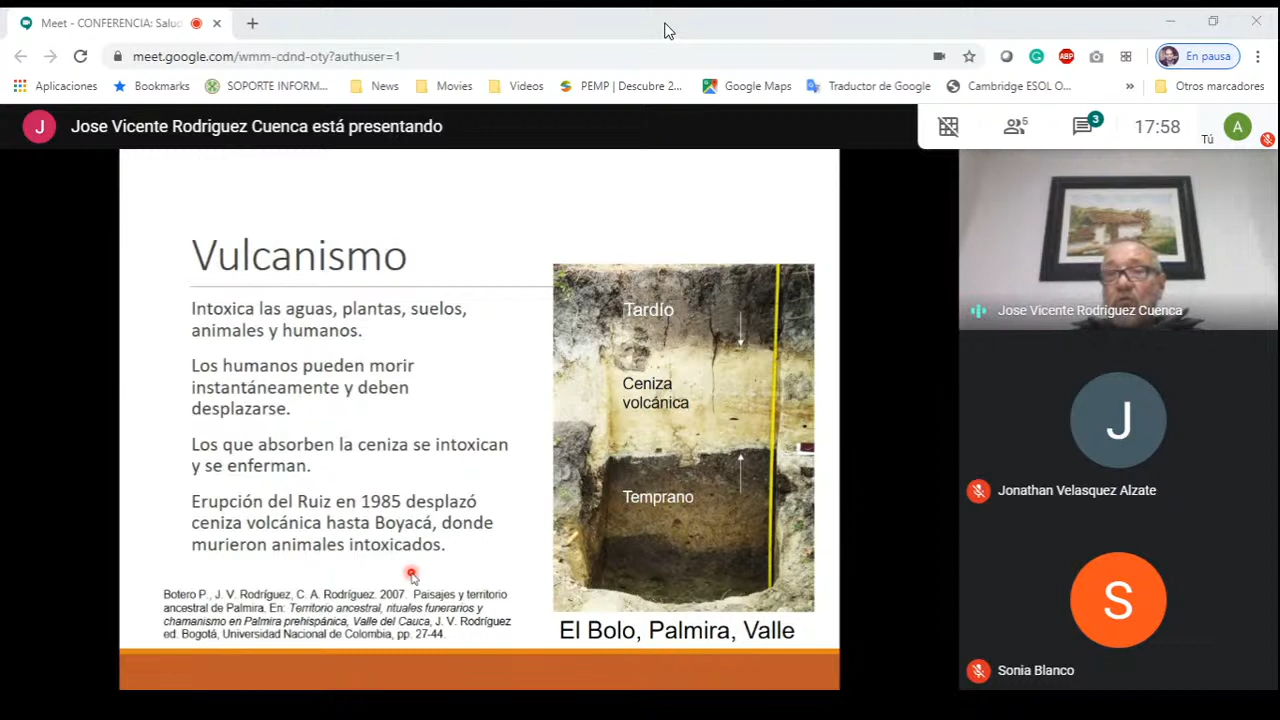 Meet - CONFERENCIA: Salud
meet.google.com/wmm-cdnd-oty?authuser=1
En pausa
Aplicaciones
Bookmarks
SOPORTE INFORM...
News
Movies
Videos
PEMP | Descubre 2...
Google Maps
Traductor de Google
Cambridge ESOL O...
»
Otros marcadores
J
Jose Vicente Rodriguez Cuenca está presentando
5
3
17:58
Tú
A
Vulcanismo
Intoxica las aguas, plantas, suelos,
animales y humanos.
Los humanos pueden morir
instantáneamente y deben
desplazarse.
Los que absorben la ceniza se intoxican
y se enferman.
Erupción del Ruiz en 1985 desplazó
ceniza volcánica hasta Boyacá, donde
murieron animales intoxicados.
Botero P., J. V. Rodríguez, C. A. Rodríguez. 2007. Paisajes y territorio
ancestral de Palmira. En: Territorio ancestral, rituales funerarios y
chamanismo en Palmira prehispánica, Valle del Cauca, J. V. Rodríguez
ed. Bogotá, Universidad Nacional de Colombia, pp. 27-44.
Tardío
Ceniza
volcánica
Temprano
El Bolo, Palmira, Valle
Jose Vicente Rodriguez Cuenca
J
Jonathan Velasquez Alzate
S
Sonia Blanco